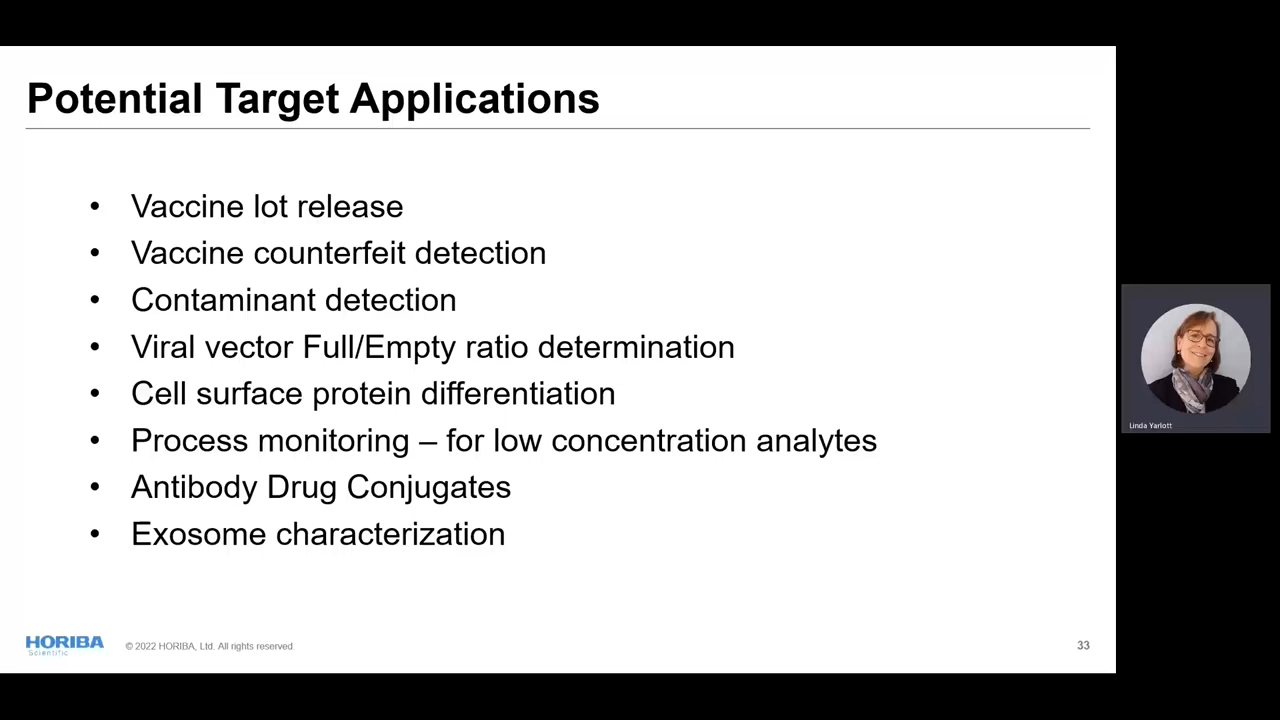 Potential Target Applications
• Vaccine lot release
• Vaccine counterfeit detection
• Contaminant detection
• Viral vector Full/Empty ratio determination
• Cell surface protein differentiation
• Process monitoring – for low concentration analytes
• Antibody Drug Conjugates
• Exosome characterization
Linda Yarlott
HORIBA
Scientific
© 2022 HORIBA, Ltd. All rights reserved.
33